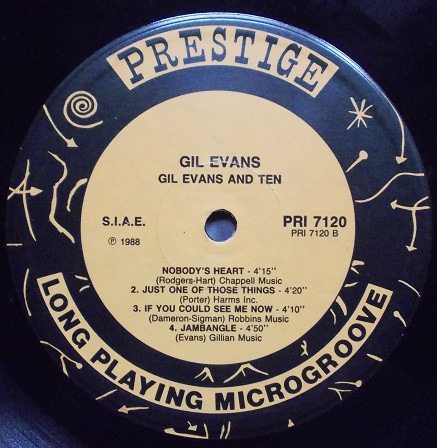 PRESTIGE
GIL EVANS
GIL EVANS AND TEN
S.I.A.E.
℗ 1988
PRI 7120
PRI 7120 B
NOBODY'S HEART - 4'15"
(Rodgers-Hart) Chappell Music
2. JUST ONE OF THOSE THINGS - 4'20"
(Porter) Harms Inc.
3. IF YOU COULD SEE ME NOW - 4'10"
(Dameron-Sigman) Robbins Music
4. JAMBANGLE - 4'50"
(Evans) Gillian Music
LONG PLAYING MICROGROOVE